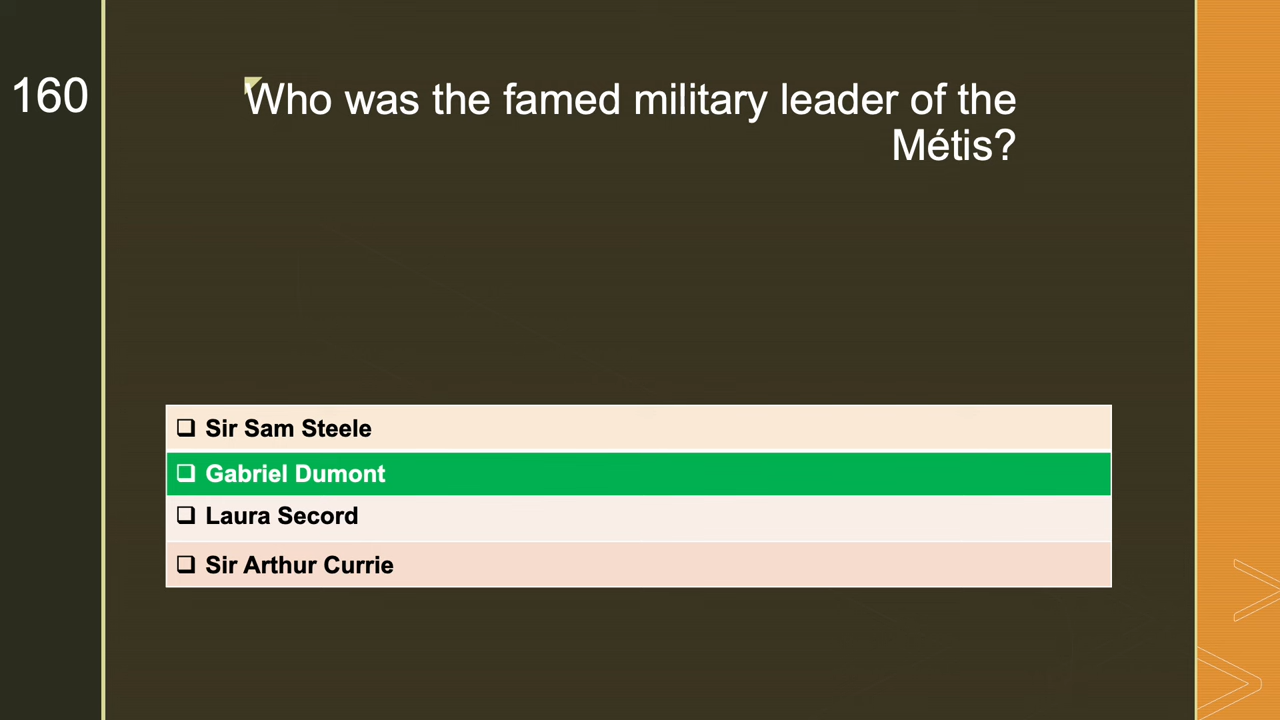 160
Who was the famed military leader of the
Métis?
❑ Sir Sam Steele
❑ Gabriel Dumont
❑ Laura Secord
❑ Sir Arthur Currie